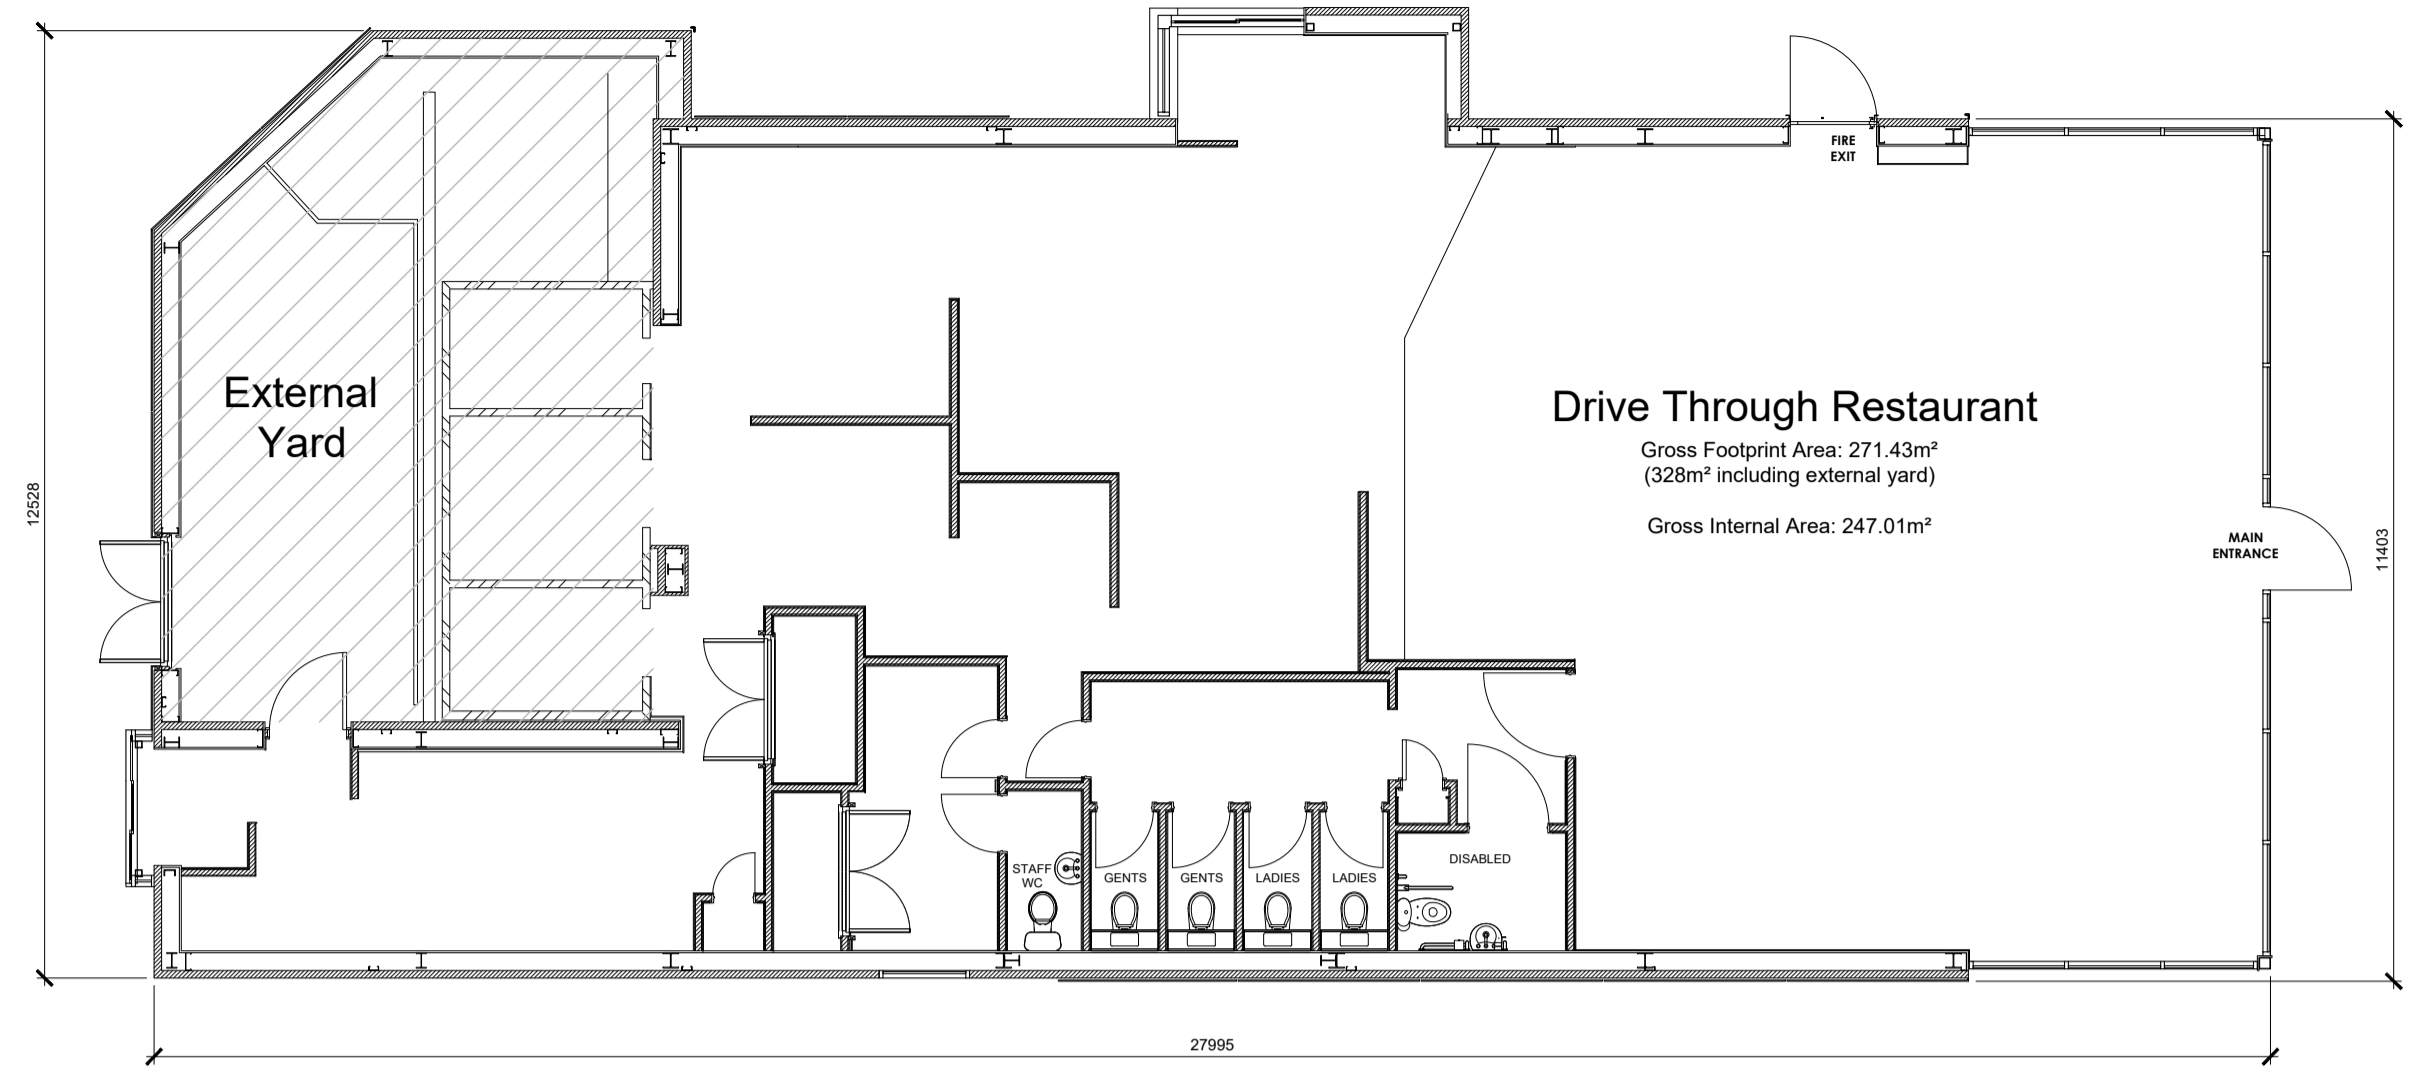 FIRE
EXIT
External
Yard
Drive Through Restaurant
Gross Footprint Area: 271.43m²
(328m² including external yard)
Gross Internal Area: 247.01m²
MAIN
ENTRANCE
12528
11403
STAFF
WC
GENTS
GENTS
LADIES
LADIES
DISABLED
27995